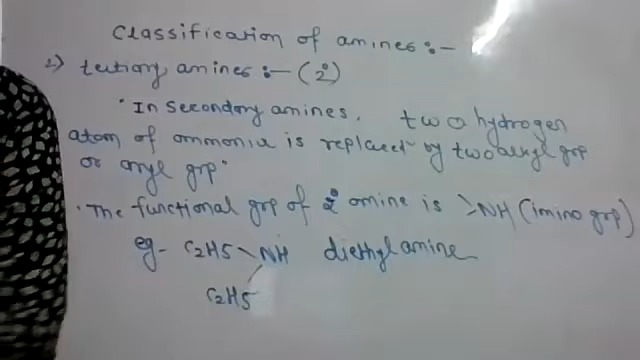 Classification of amines :-
2) tertiary amines :- (2°)
"In secondary amines, two hydrogen
atom of ammonia is replaced by two alkyl grp
or aryl grp"
• The functional grp of 2° amine is >NH (imino grp)
eg- C2H5 \ NH diethylamine
C2H5 /